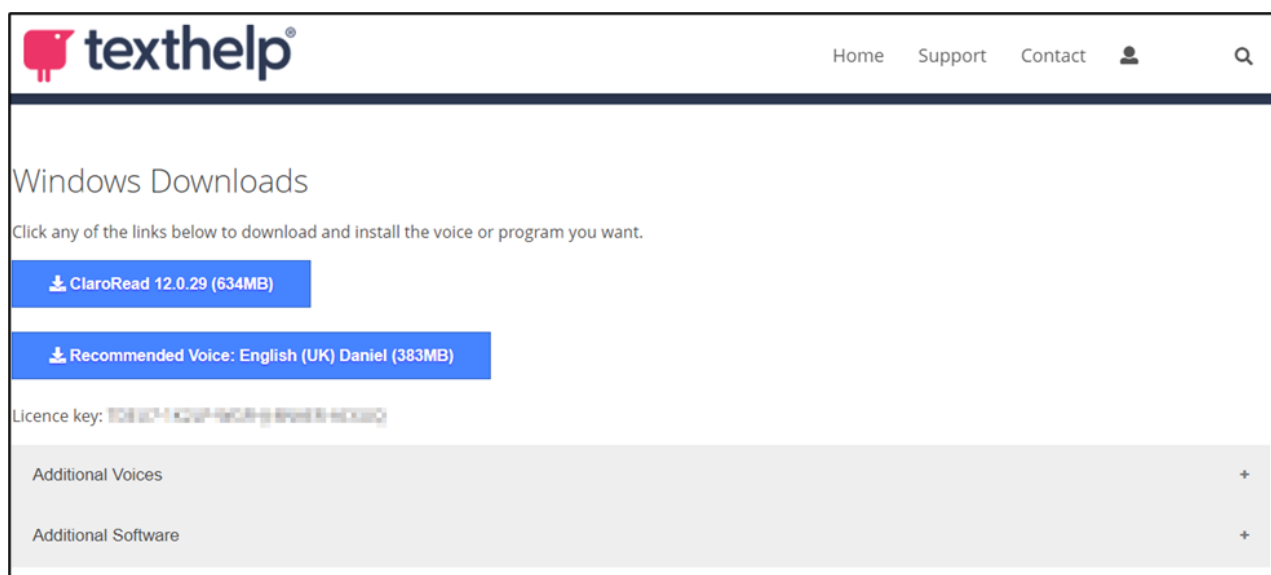 texthelp®
Home Support Contact
Windows Downloads
Click any of the links below to download and install the voice or program you want.
ClaroRead 12.0.29 (634MB)
Recommended Voice: English (UK) Daniel (383MB)
Licence key:
Additional Voices +
Additional Software +